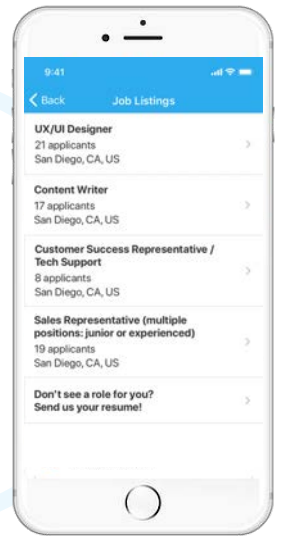 9:41
Back Job Listings
UX/UI Designer
21 applicants
San Diego, CA, US
Content Writer
17 applicants
San Diego, CA, US
Customer Success Representative /
Tech Support
8 applicants
San Diego, CA, US
Sales Representative (multiple
positions: junior or experienced)
19 applicants
San Diego, CA, US
Don't see a role for you?
Send us your resume!